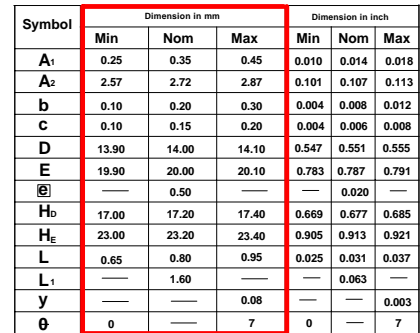 Symbol Dimension in mm Dimension in inch
Min Nom Max Min Nom Max
A1 0.25 0.35 0.45 0.010 0.014 0.018
A2 2.57 2.72 2.87 0.101 0.107 0.113
b 0.10 0.20 0.30 0.004 0.008 0.012
c 0.10 0.15 0.20 0.004 0.006 0.008
D 13.90 14.00 14.10 0.547 0.551 0.555
E 19.90 20.00 20.10 0.783 0.787 0.791
e — 0.50 — — 0.020 —
HD 17.00 17.20 17.40 0.669 0.677 0.685
HE 23.00 23.20 23.40 0.905 0.913 0.921
L 0.65 0.80 0.95 0.025 0.031 0.037
L1 — 1.60 — — 0.063 —
y — — 0.08 — — 0.003
θ 0 — 7 0 — 7